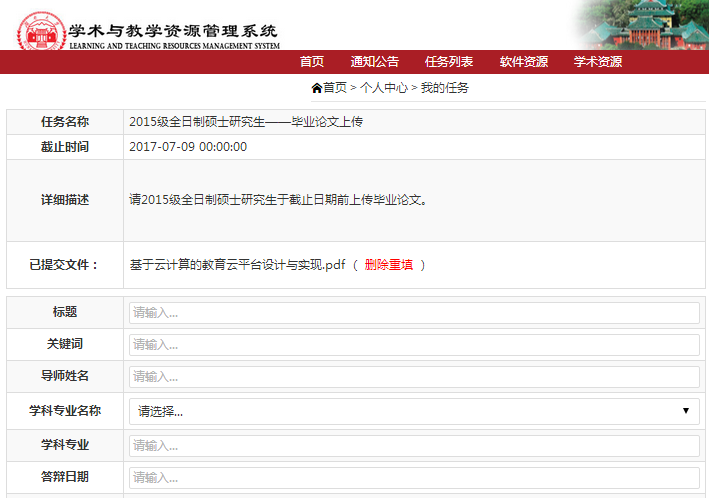 学术与教学资源管理系统
LEARNING AND TEACHING RESOURCES MANAGEMENT SYSTEM
首页 通知公告 任务列表 软件资源 学术资源
首页 > 个人中心 > 我的任务
任务名称 2015级全日制硕士研究生——毕业论文上传
截止时间 2017-07-09 00:00:00
详细描述 请2015级全日制硕士研究生于截止日期前上传毕业论文。
已提交文件： 基于云计算的教育云平台设计与实现.pdf （ 删除重填 ）
标题 请输入...
关键词 请输入...
导师姓名 请输入...
学科专业名称 请选择...
学科专业 请输入...
答辩日期 请输入...